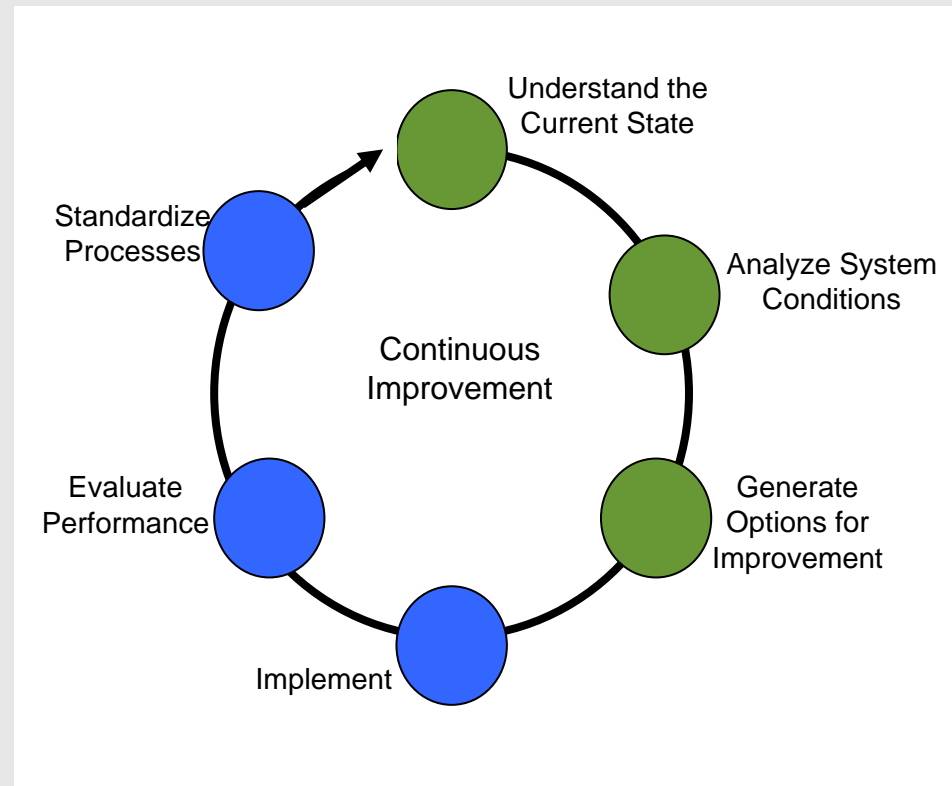 Understand the
Current State
Analyze System
Conditions
Generate
Options for
Improvement
Implement
Evaluate
Performance
Standardize
Processes
Continuous
Improvement